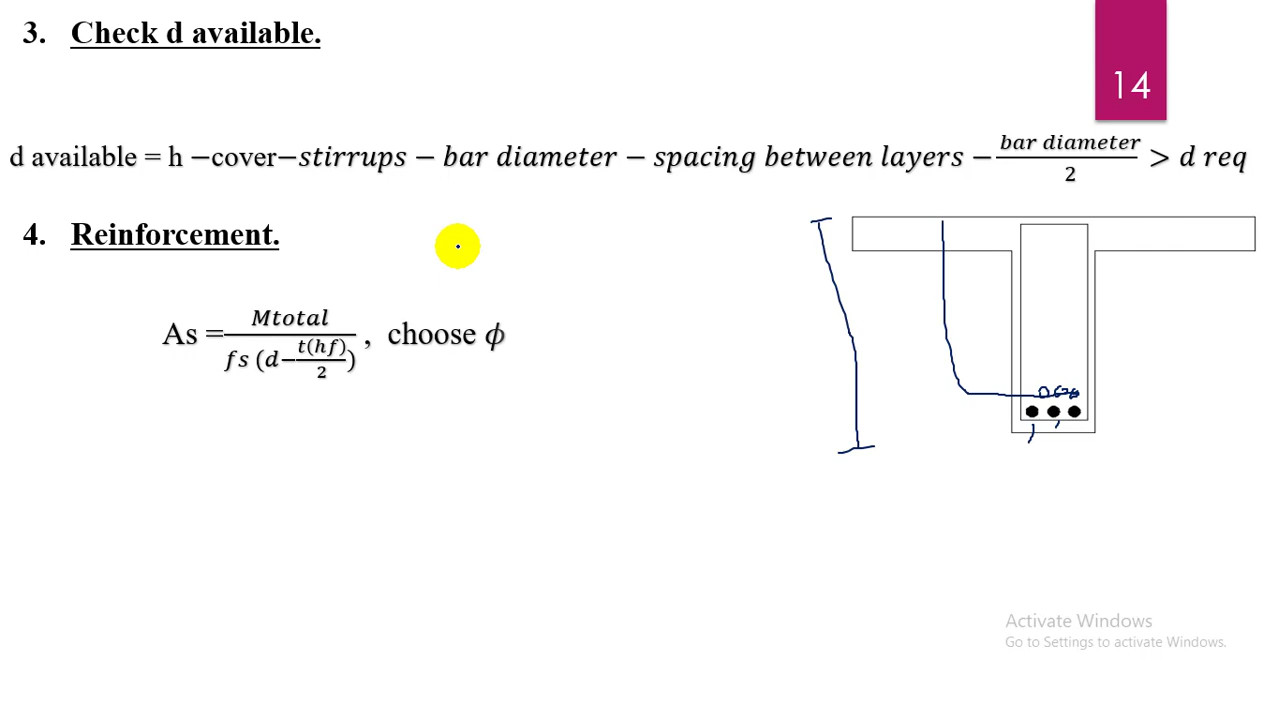 3. Check d available.
14
d available = h −cover−stirrups − bar diameter − spacing between layers − bar diameter/2 > d req
4. Reinforcement.
As = Mtotal/fs (d−t(hf)/2) , choose ϕ
Activate Windows
Go to Settings to activate Windows.